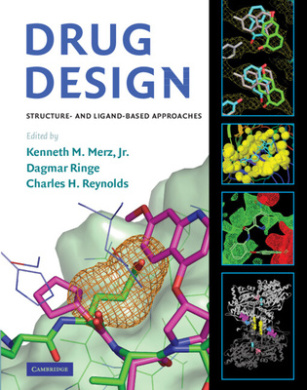 DRUG
DESIGN
STRUCTURE- AND LIGAND-BASED APPROACHES
Edited by
Kenneth M. Merz, Jr.
Dagmar Ringe
Charles H. Reynolds
CAMBRIDGE